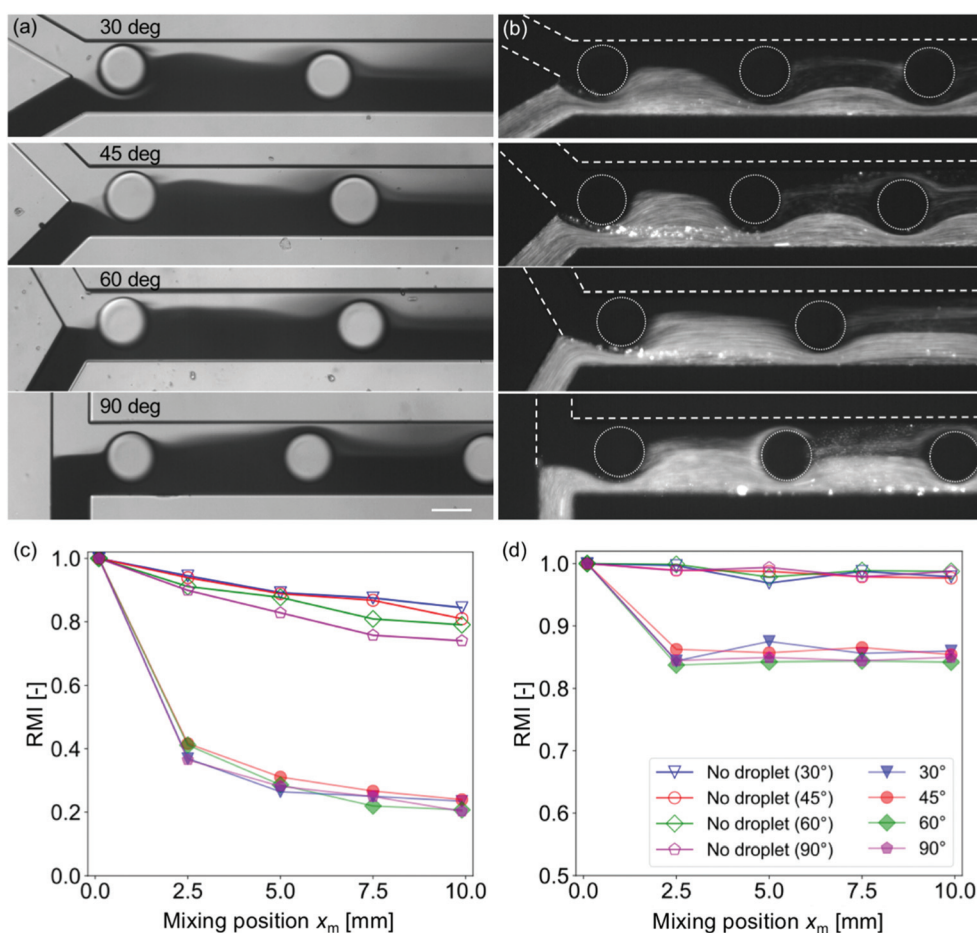 (a)
30 deg
45 deg
60 deg
90 deg
(b)
(c)
1.0
0.8
0.6
0.4
0.2
0.0
RMI [-]
0.0 2.5 5.0 7.5 10.0
Mixing position xm [mm]
(d)
1.0
0.9
0.8
0.7
0.6
0.5
RMI [-]
No droplet (30°) 30°
No droplet (45°) 45°
No droplet (60°) 60°
No droplet (90°) 90°
0.0 2.5 5.0 7.5 10.0
Mixing position xm [mm]